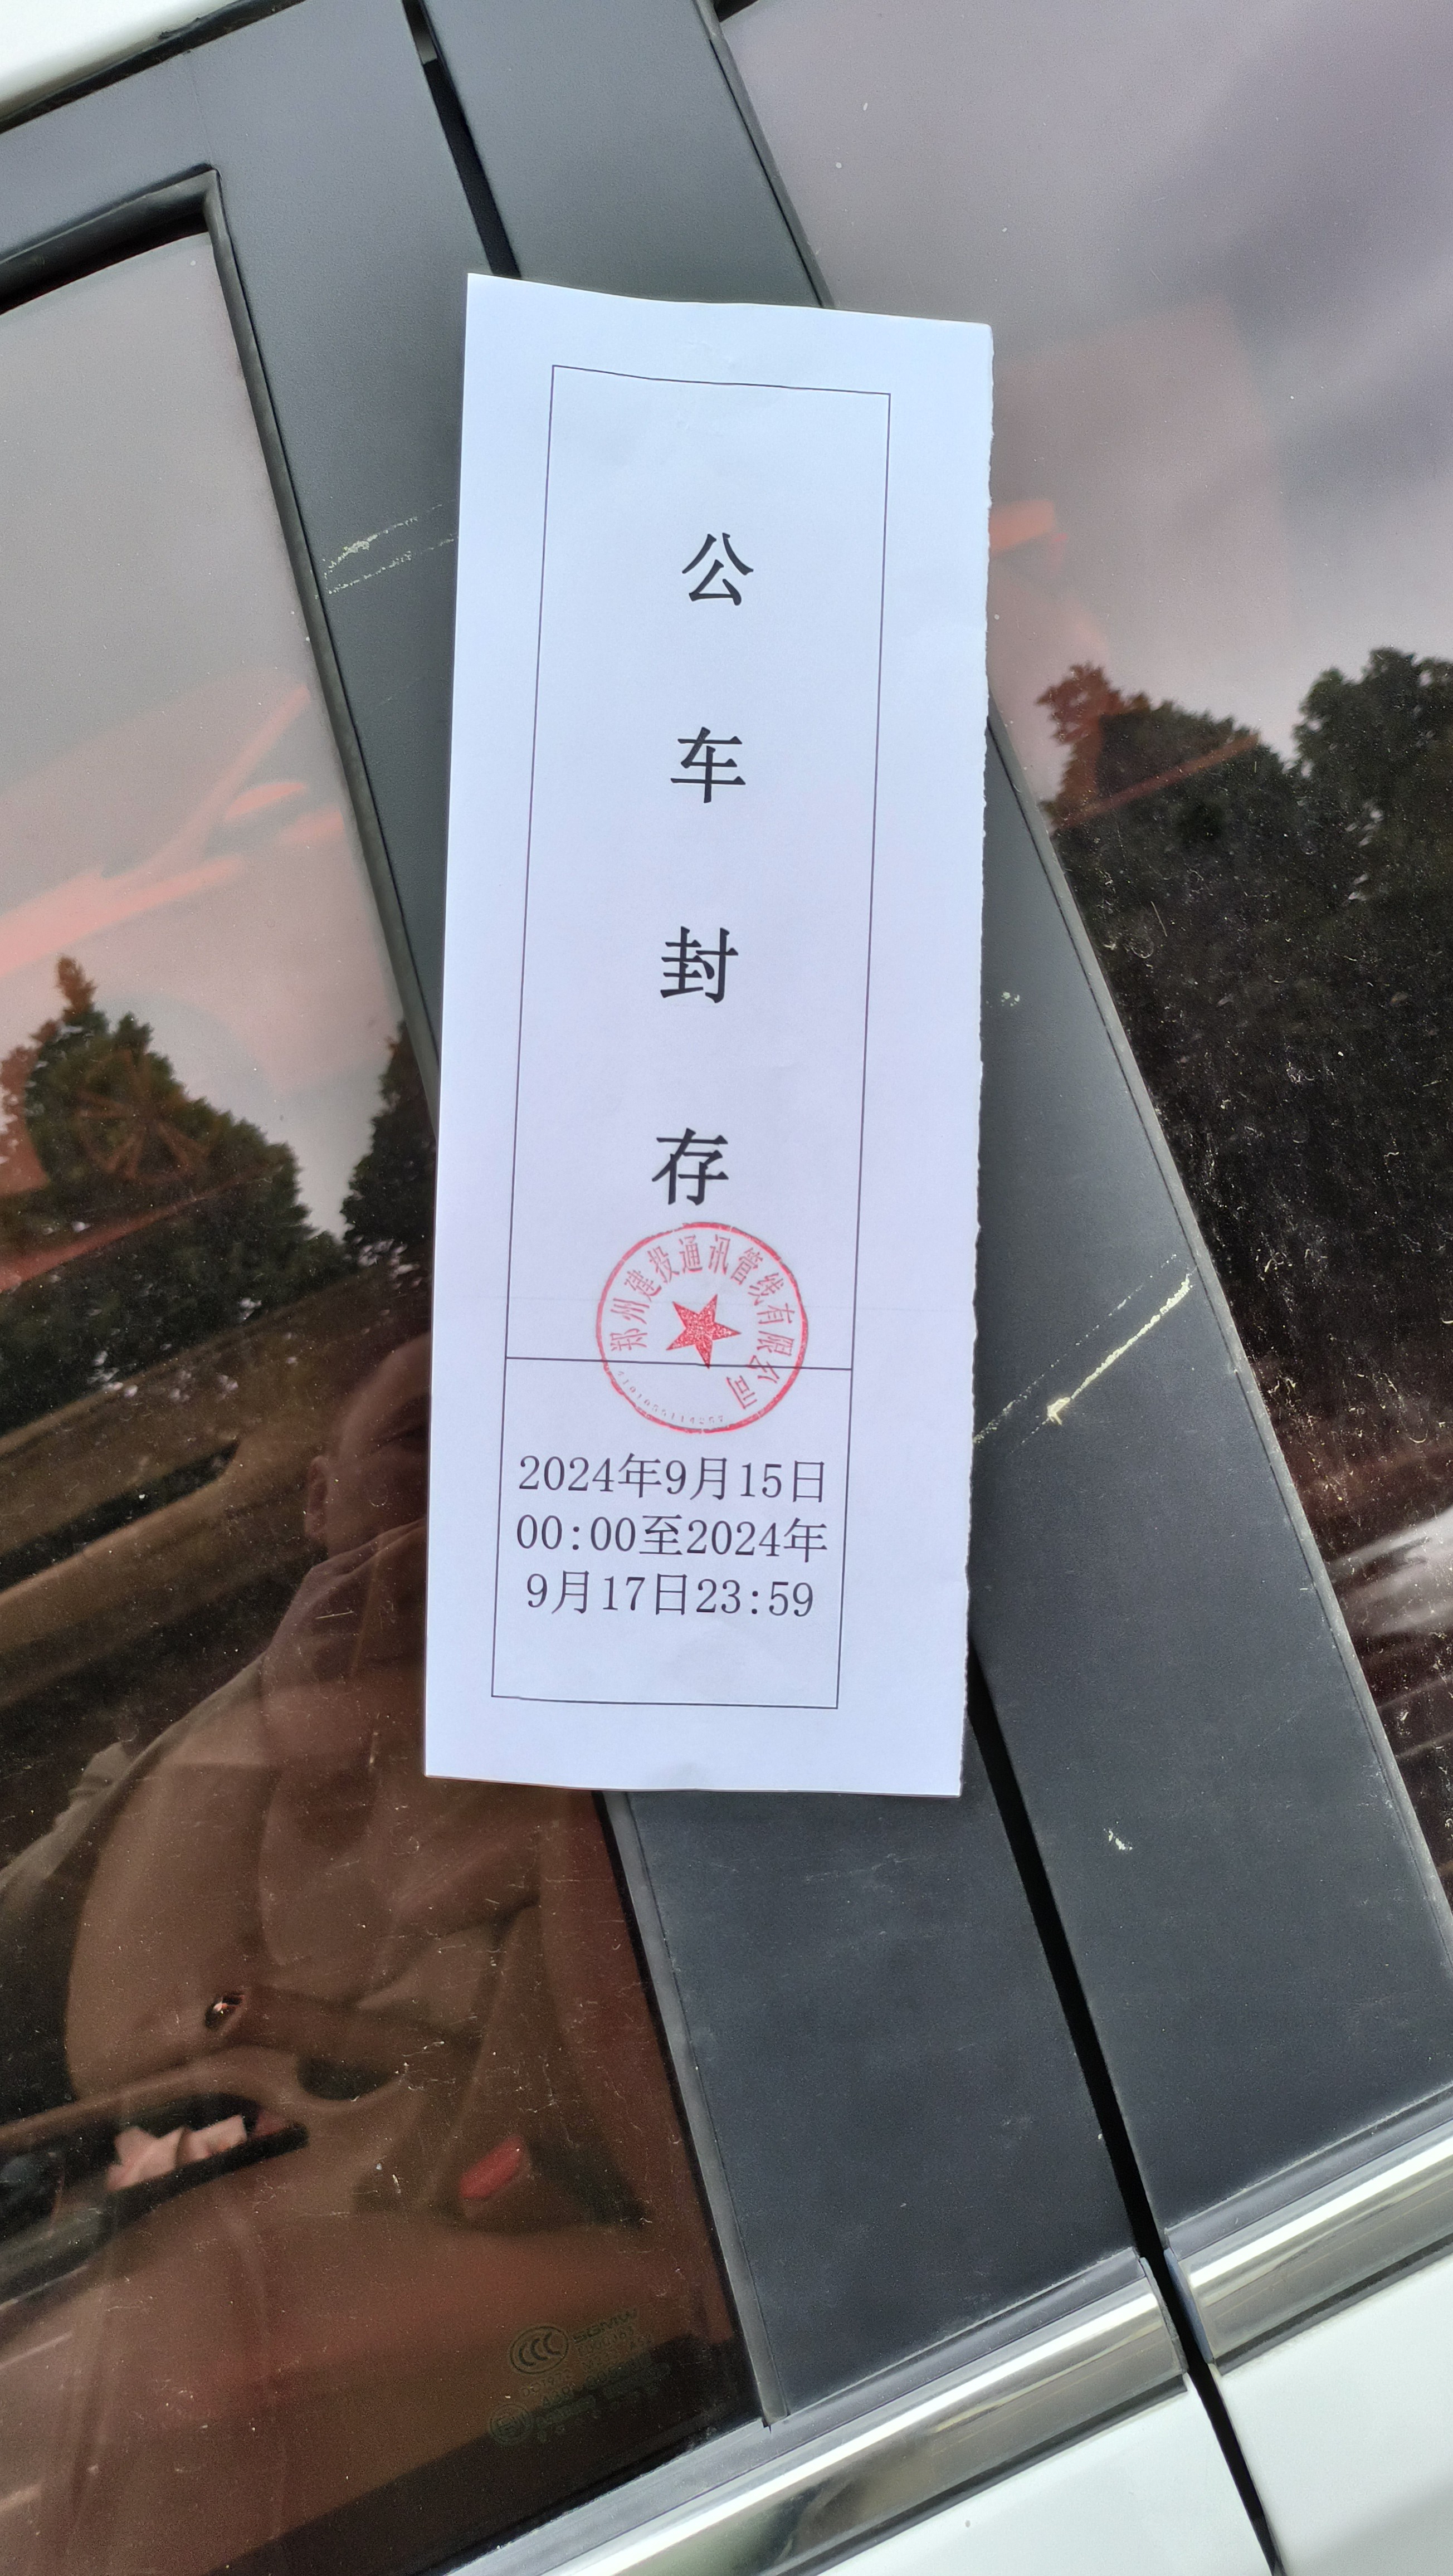 公
车
封
存
郑州建投通讯管线有限公司
2024年9月15日
00:00至2024年
9月17日23:59
SGMW